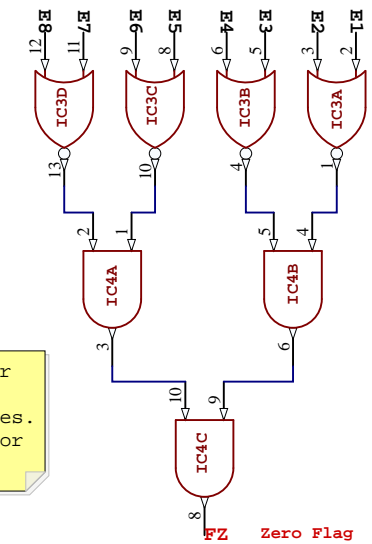 E8 E7 E6 E5 E4 E3 E2 E1
12 11 9 8 6 5 3 2
IC3D IC3C IC3B IC3A
13 10 4 1
2 1 5 4
IC4A IC4B
3 6
10 9
IC4C
8
FZ Zero Flag
r
es.
or